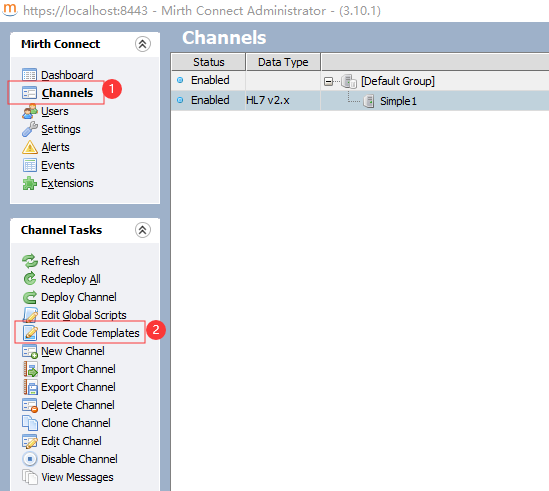 https://localhost:8443 - Mirth Connect Administrator - (3.10.1)
Mirth Connect
Dashboard
Channels 1
Users
Settings
Alerts
Events
Extensions
Channel Tasks
Refresh
Redeploy All
Deploy Channel
Edit Global Scripts
Edit Code Templates 2
New Channel
Import Channel
Export Channel
Delete Channel
Clone Channel
Edit Channel
Disable Channel
View Messages
Channels
Status Data Type
Enabled [Default Group]
Enabled HL7 v2.x Simple1